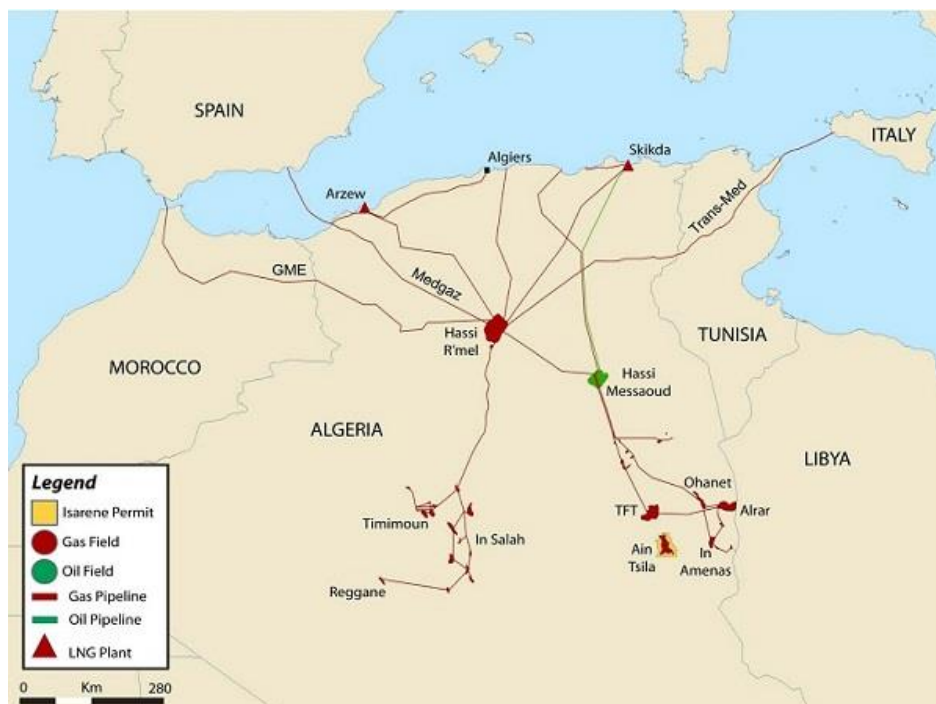 SPAIN
ITALY
Algiers
Skikda
Arzew
Trans-Med
GME
Medgaz
Hassi
R'mel
TUNISIA
MOROCCO
Hassi
Messaoud
ALGERIA
LIBYA
Legend
Isarene Permit
Gas Field
Oil Field
Gas Pipeline
Oil Pipeline
LNG Plant
0 Km 280
Timimoun
In Salah
Reggane
Ohanet
TFT
Alrar
Ain
Tsila
In
Amenas